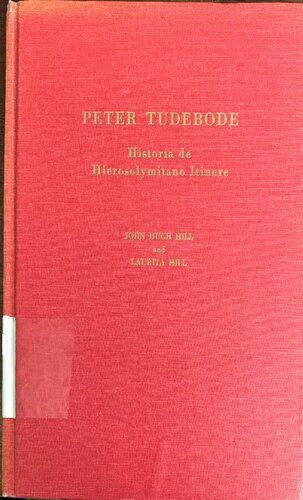 PETER TUDEBODE
Historia de
Hierosolymitano Itinere
JOHN HUGH HILL
and
LAURITA HILL